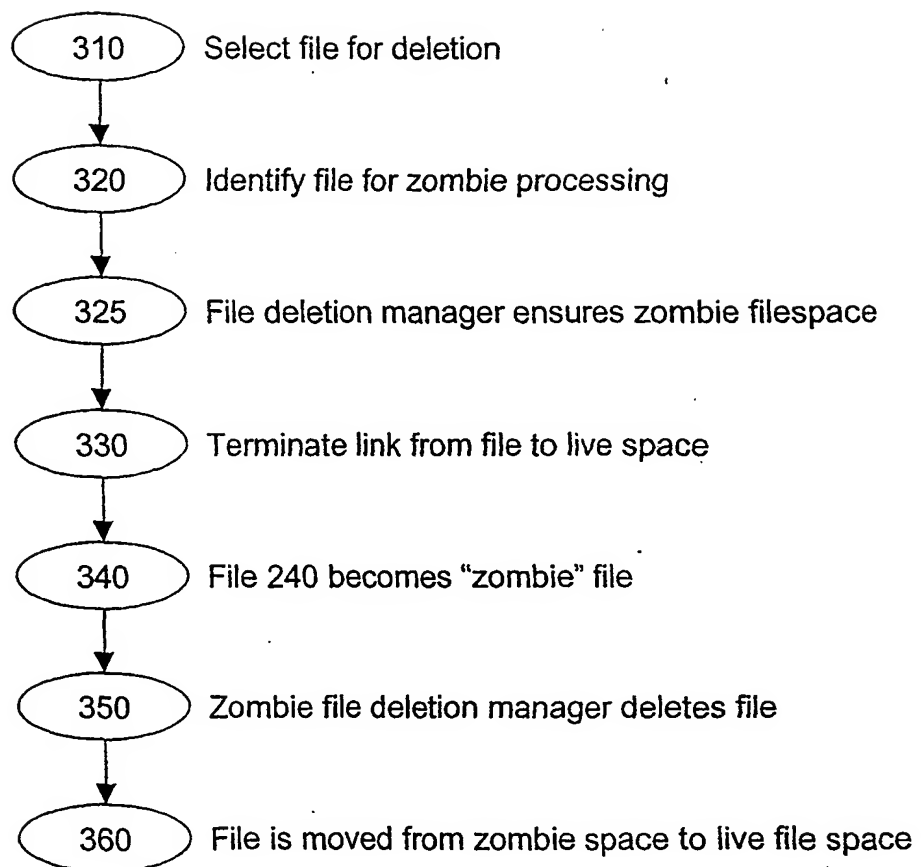 310 Select file for deletion
320 Identify file for zombie processing
325 File deletion manager ensures zombie filespace
330 Terminate link from file to live space
340 File 240 becomes “zombie” file
350 Zombie file deletion manager deletes file
360 File is moved from zombie space to live file space